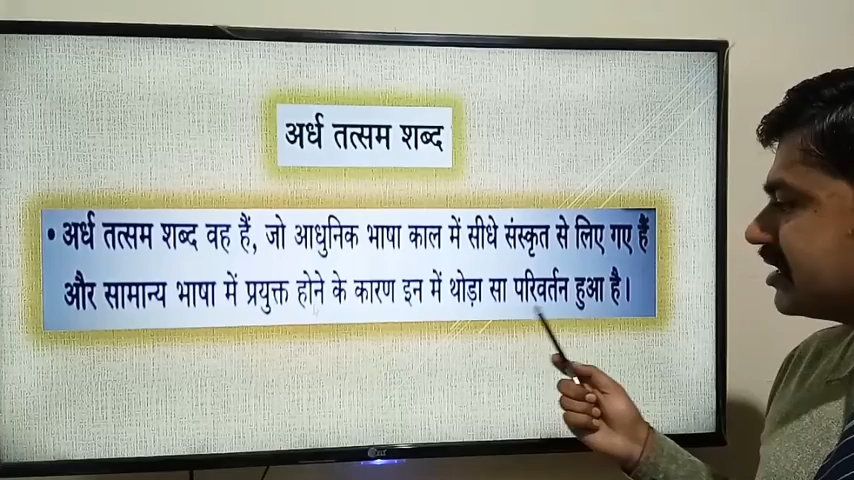 अर्ध तत्सम शब्द
• अर्ध तत्सम शब्द वह हैं, जो आधुनिक भाषा काल में सीधे संस्कृत से लिए गए हैं
और सामान्य भाषा में प्रयुक्त होने के कारण इन में थोड़ा सा परिवर्तन हुआ है।